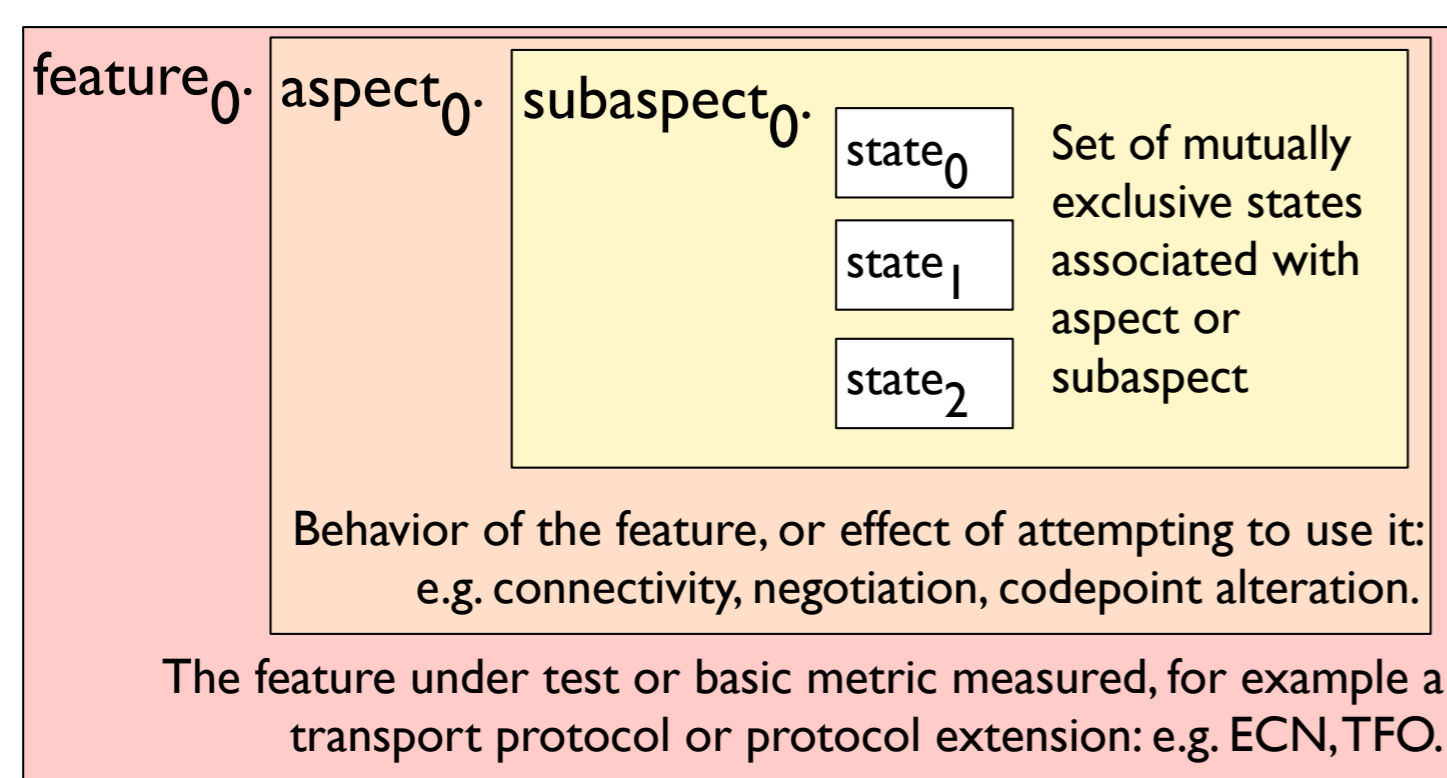 feature₀.
aspect₀.
subaspect₀.
state₀
state₁
state₂
Set of mutually
exclusive states
associated with
aspect or
subaspect
Behavior of the feature, or effect of attempting to use it:
e.g. connectivity, negotiation, codepoint alteration.
The feature under test or basic metric measured, for example a
transport protocol or protocol extension: e.g. ECN, TFO.